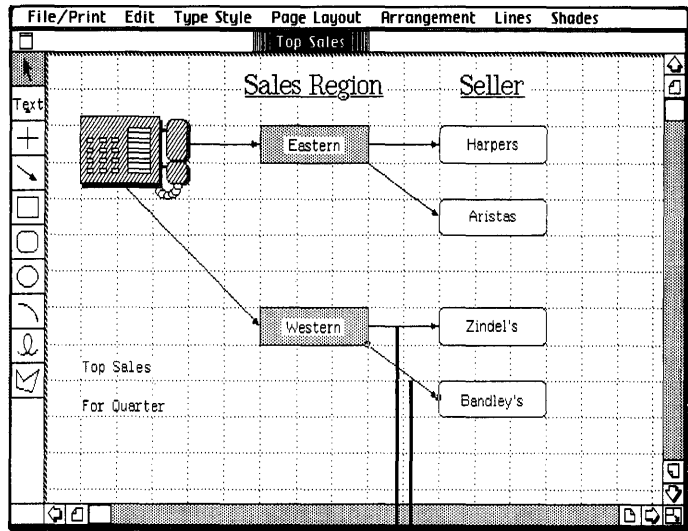 File/Print Edit Type Style Page Layout Arrangement Lines Shades
Top Sales
Text
Sales Region Seller
Eastern Harpers
Aristas
Western Zindel's
Top Sales
Bandley's
For Quarter